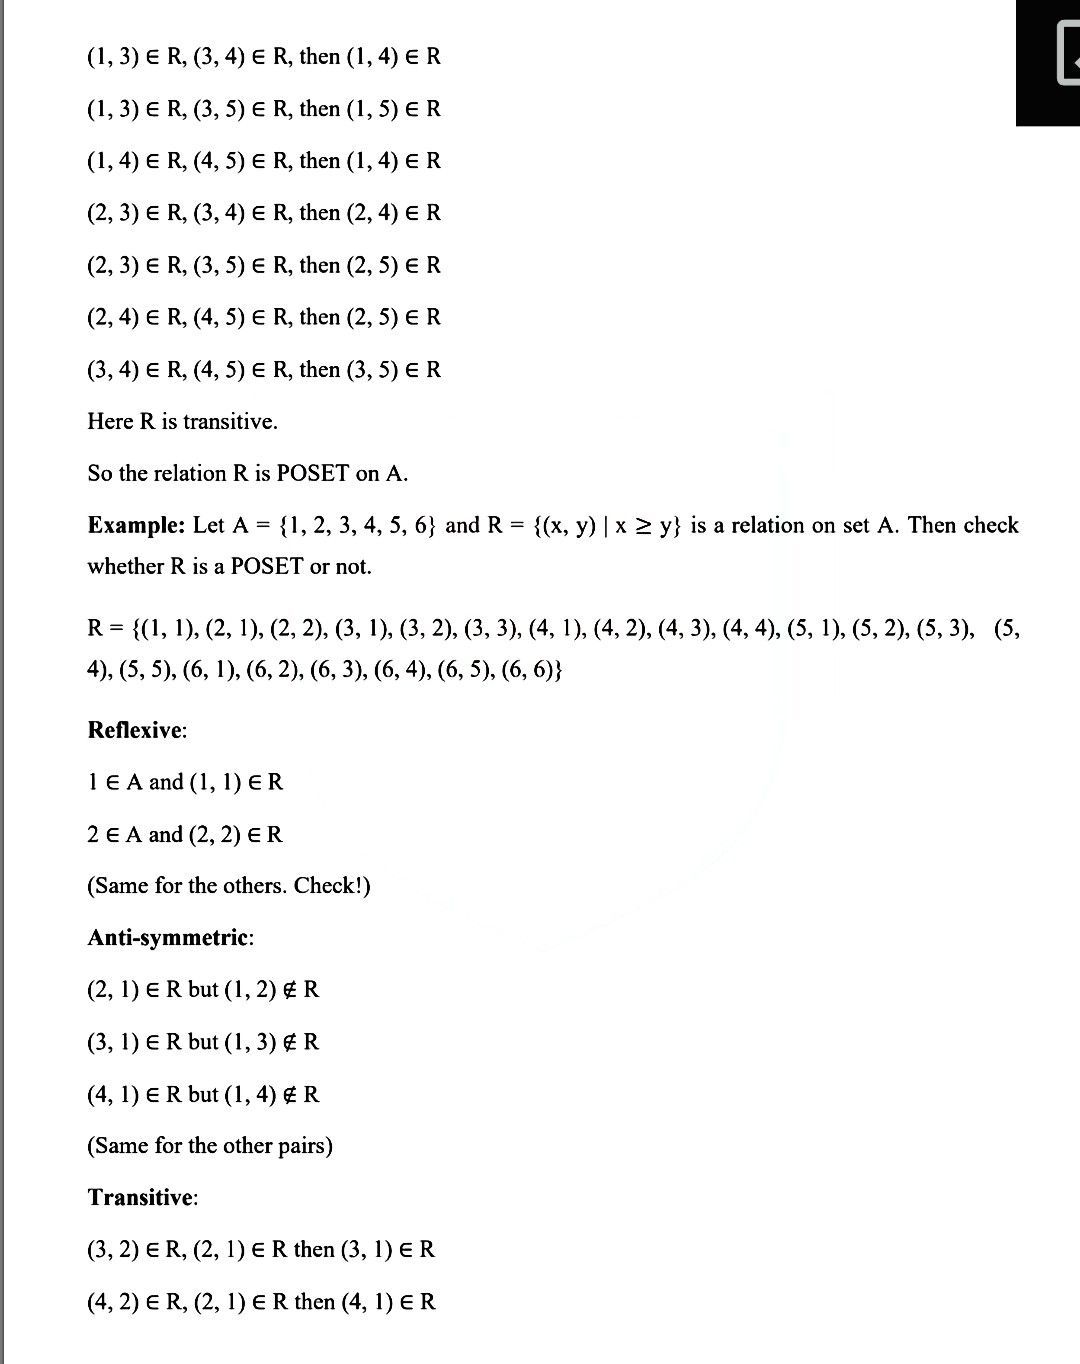 (1, 3) ∈ R, (3, 4) ∈ R, then (1, 4) ∈ R
(1, 3) ∈ R, (3, 5) ∈ R, then (1, 5) ∈ R
(1, 4) ∈ R, (4, 5) ∈ R, then (1, 4) ∈ R
(2, 3) ∈ R, (3, 4) ∈ R, then (2, 4) ∈ R
(2, 3) ∈ R, (3, 5) ∈ R, then (2, 5) ∈ R
(2, 4) ∈ R, (4, 5) ∈ R, then (2, 5) ∈ R
(3, 4) ∈ R, (4, 5) ∈ R, then (3, 5) ∈ R
Here R is transitive.
So the relation R is POSET on A.
Example: Let A = {1, 2, 3, 4, 5, 6} and R = {(x, y) | x ≥ y} is a relation on set A. Then check
whether R is a POSET or not.
R = {(1, 1), (2, 1), (2, 2), (3, 1), (3, 2), (3, 3), (4, 1), (4, 2), (4, 3), (4, 4), (5, 1), (5, 2), (5, 3), (5,
4), (5, 5), (6, 1), (6, 2), (6, 3), (6, 4), (6, 5), (6, 6)}
Reflexive:
1 ∈ A and (1, 1) ∈ R
2 ∈ A and (2, 2) ∈ R
(Same for the others. Check!)
Anti-symmetric:
(2, 1) ∈ R but (1, 2) ∉ R
(3, 1) ∈ R but (1, 3) ∉ R
(4, 1) ∈ R but (1, 4) ∉ R
(Same for the other pairs)
Transitive:
(3, 2) ∈ R, (2, 1) ∈ R then (3, 1) ∈ R
(4, 2) ∈ R, (2, 1) ∈ R then (4, 1) ∈ R